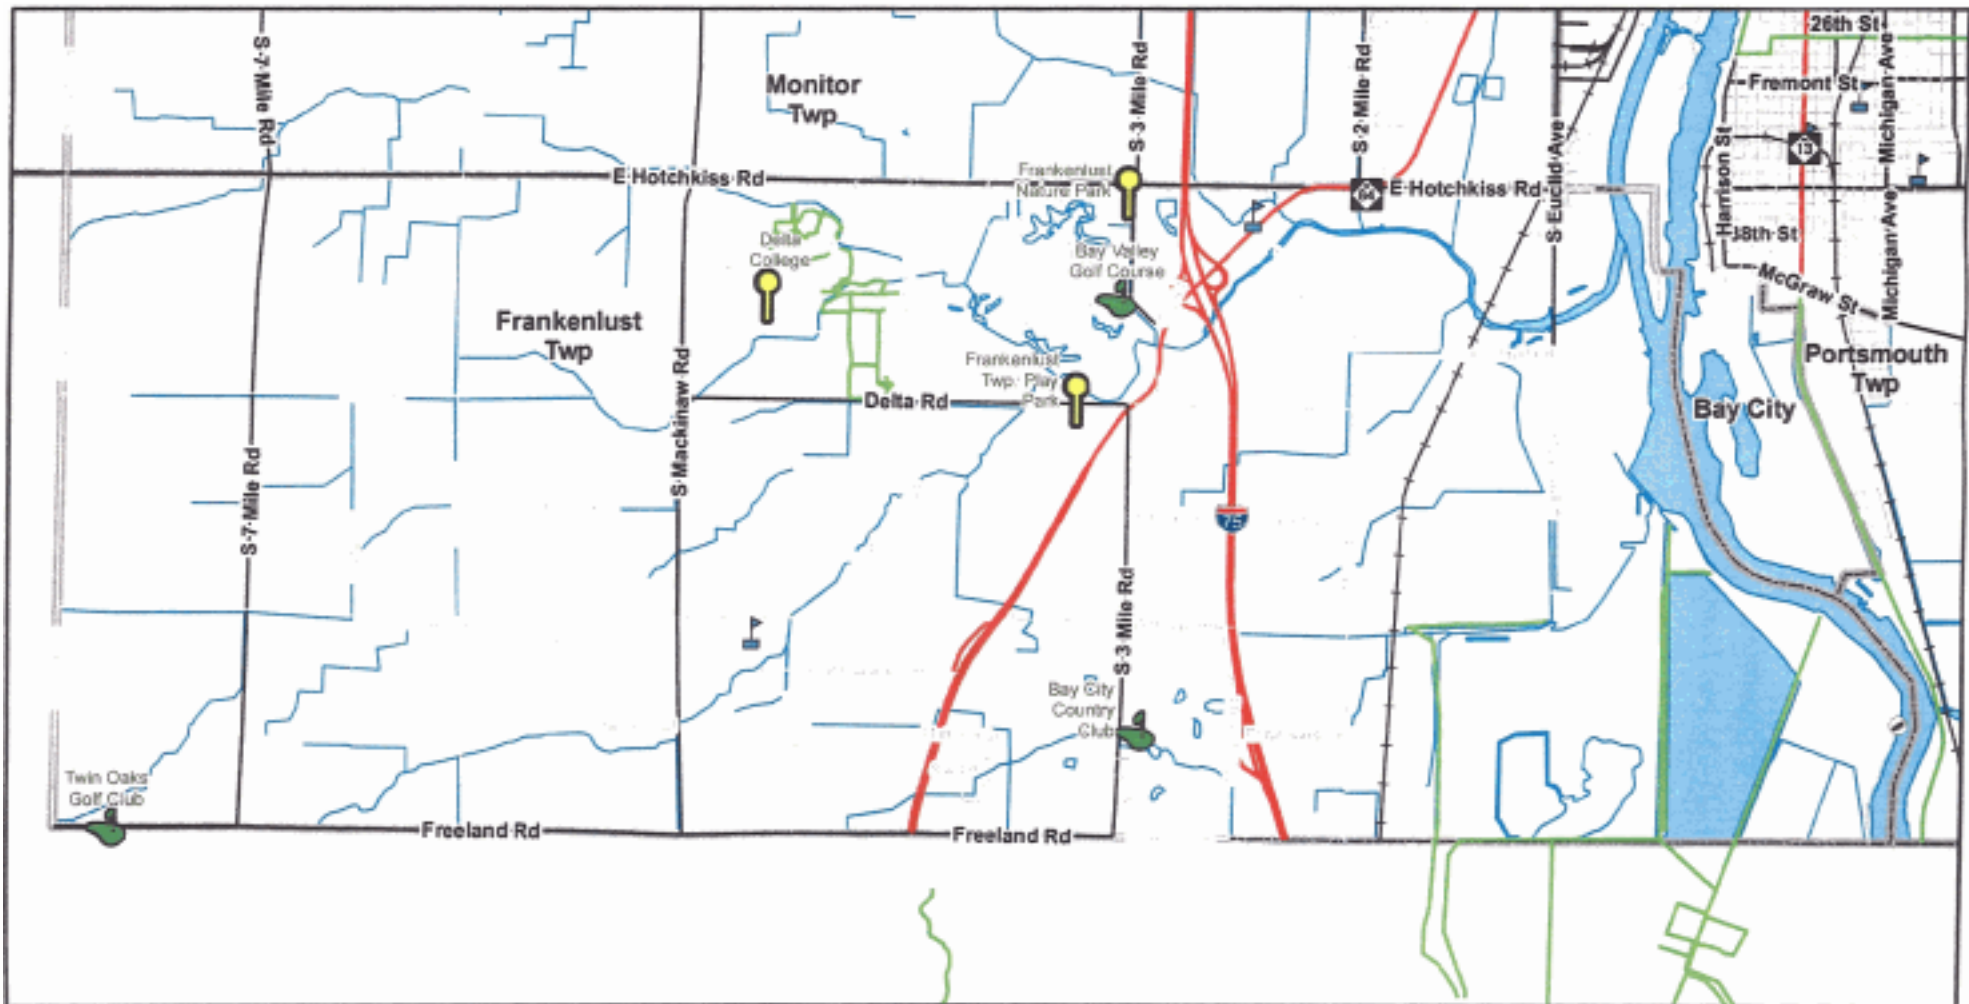 26th St
S 7 Mile Rd
Monitor
Twp
S 3 Mile Rd
S 2 Mile Rd
Fremont St
Michigan Ave
13
S Euclid Ave
Harrison St
E Hotchkiss Rd
Frankenlust
Nature Park
84
E Hotchkiss Rd
Michigan Ave
18th St
Delta
College
Bay Valley
Golf Course
McGraw St
Frankenlust
Twp
Portsmouth
Twp
Frankenlust
Twp. Play
Park
Delta Rd
S Mackinaw Rd
Bay City
S 7 Mile Rd
75
S 3 Mile Rd
Bay City
Country
Club
Twin Oaks
Golf Club
Freeland Rd
Freeland Rd